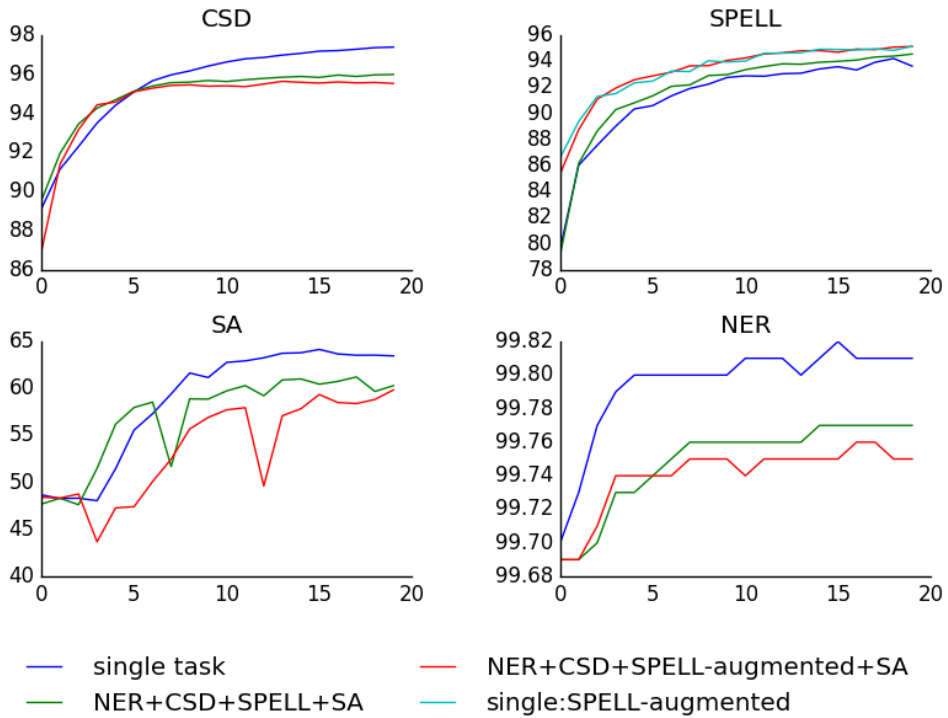 CSD
98
96
94
92
90
88
86
0 5 10 15 20
SPELL
96
94
92
90
88
86
84
82
80
78
0 5 10 15 20
SA
65
60
55
50
45
40
0 5 10 15 20
NER
99.82
99.80
99.78
99.76
99.74
99.72
99.70
99.68
0 5 10 15 20
single task
NER+CSD+SPELL+SA
NER+CSD+SPELL-augmented+SA
single:SPELL-augmented